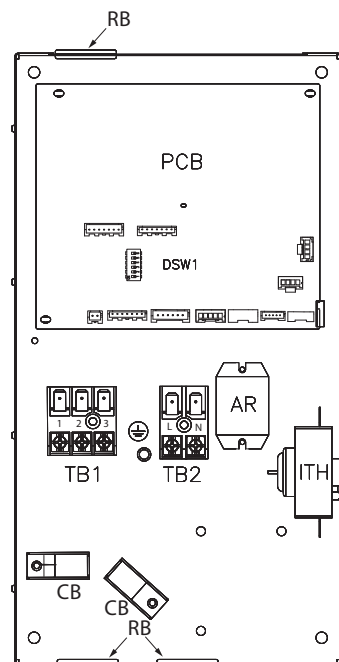 RB
PCB
DSW1
AR
1 2 3
L N
TB1
TB2
ITH
CB
CB
RB